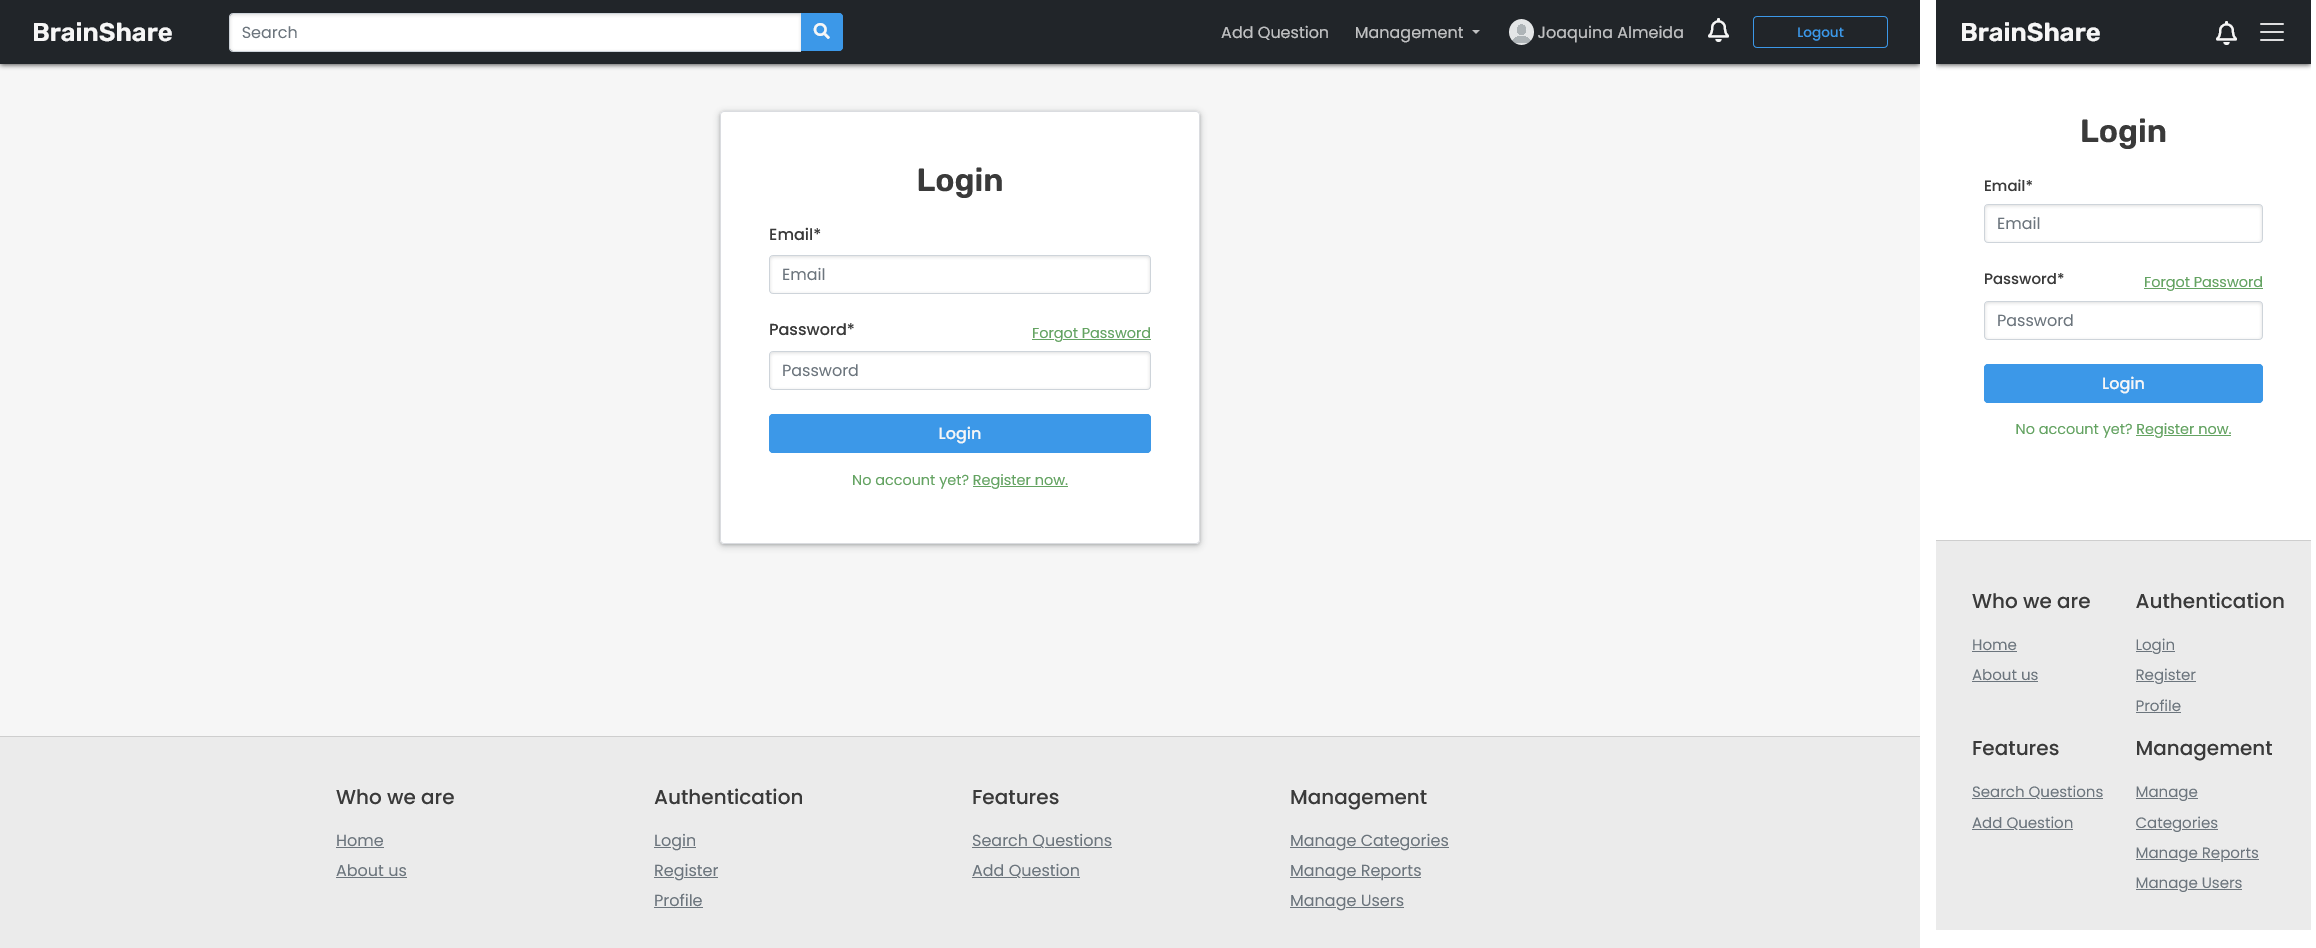 BrainShare
Search
Add Question
Management
Joaquina Almeida
Logout
Login
Email*
Email
Password*
Forgot Password
Password
Login
No account yet? Register now.
Who we are
Home
About us
Authentication
Login
Register
Profile
Features
Search Questions
Add Question
Management
Manage Categories
Manage Reports
Manage Users
BrainShare
Login
Email*
Email
Password*
Forgot Password
Password
Login
No account yet? Register now.
Who we are
Home
About us
Authentication
Login
Register
Profile
Features
Search Questions
Add Question
Management
Manage
Categories
Manage Reports
Manage Users